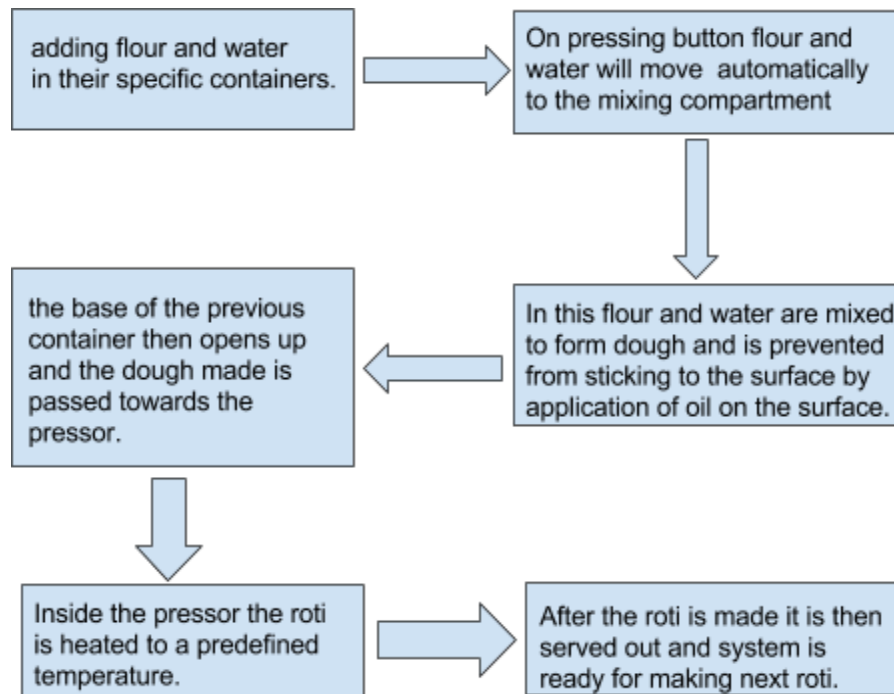 adding flour and water
in their specific containers.
On pressing button flour and
water will move automatically
to the mixing compartment
In this flour and water are mixed
to form dough and is prevented
from sticking to the surface by
application of oil on the surface.
the base of the previous
container then opens up
and the dough made is
passed towards the
pressor.
Inside the pressor the roti
is heated to a predefined
temperature.
After the roti is made it is then
served out and system is
ready for making next roti.